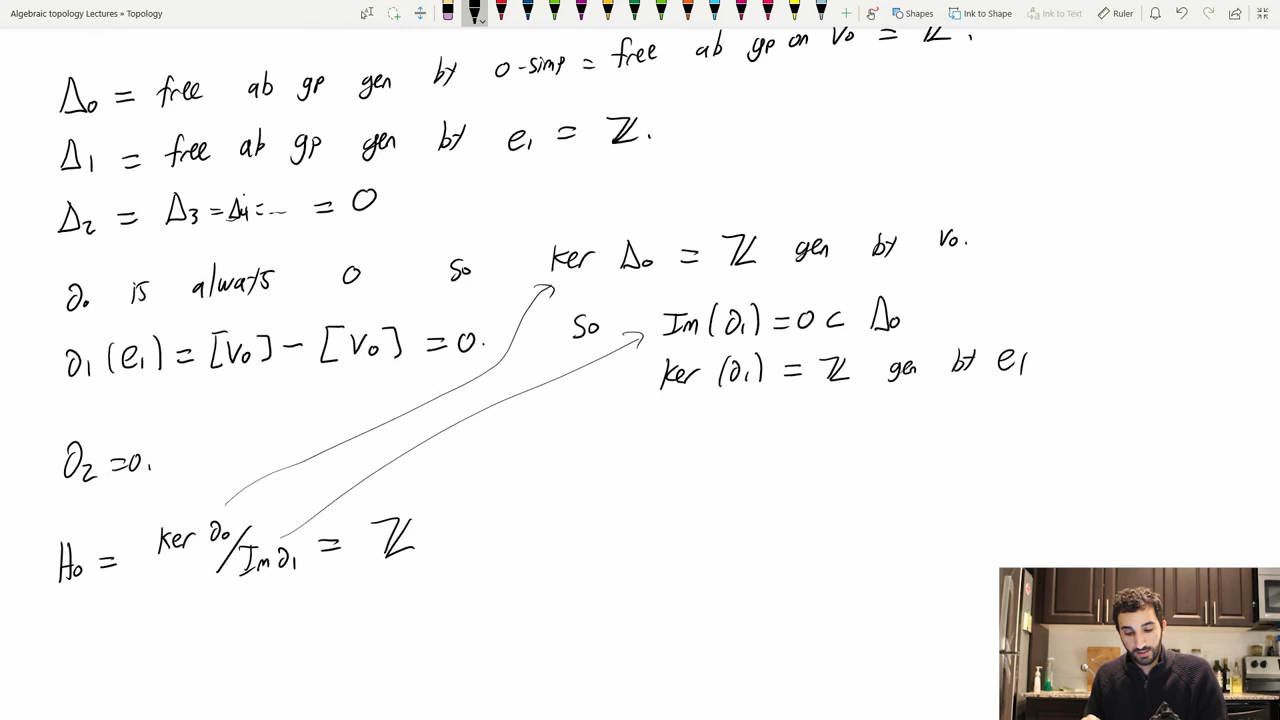 Algebraic topology Lectures » Topology
Shapes
Ink to Shape
Ink to Text
Ruler
Δ₀ = free ab gp gen by 0-simp = free ab gp on v₀ = ℤ.
Δ₁ = free ab gp gen by e₁ = ℤ.
Δ₂ = Δ₃ = Δ₄ = ... = 0
∂₀ is always 0 so ker Δ₀ = ℤ gen by v₀.
∂₁(e₁) = [v₀] - [v₀] = 0. so Im(∂₁) = 0 ⊂ Δ₀
ker (∂₁) = ℤ gen by e₁
∂₂ = 0.
H₀ = ker ∂₀/Im ∂₁ = ℤ